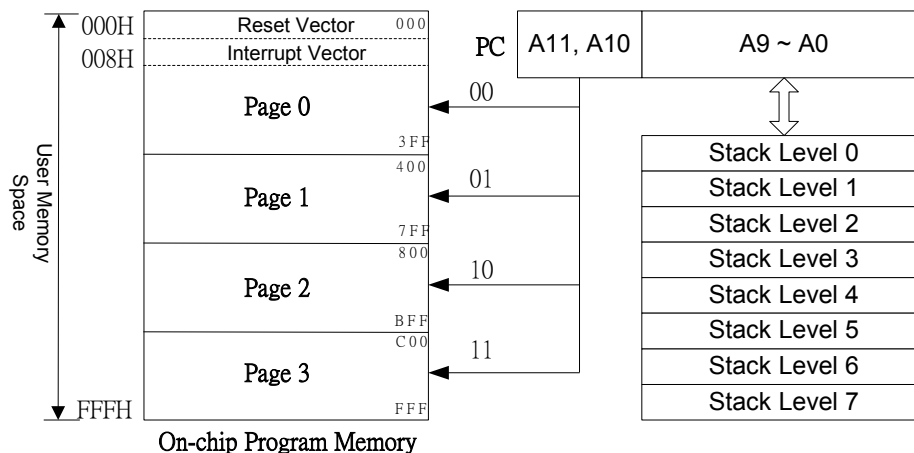 000H
Reset Vector
000
008H
Interrupt Vector
Page 0
3FF
400
Page 1
7FF
800
Page 2
BFF
C00
Page 3
FFF
FFFH
User Memory
Space
On-chip Program Memory
PC
A11, A10
A9 ~ A0
00
01
10
11
Stack Level 0
Stack Level 1
Stack Level 2
Stack Level 3
Stack Level 4
Stack Level 5
Stack Level 6
Stack Level 7